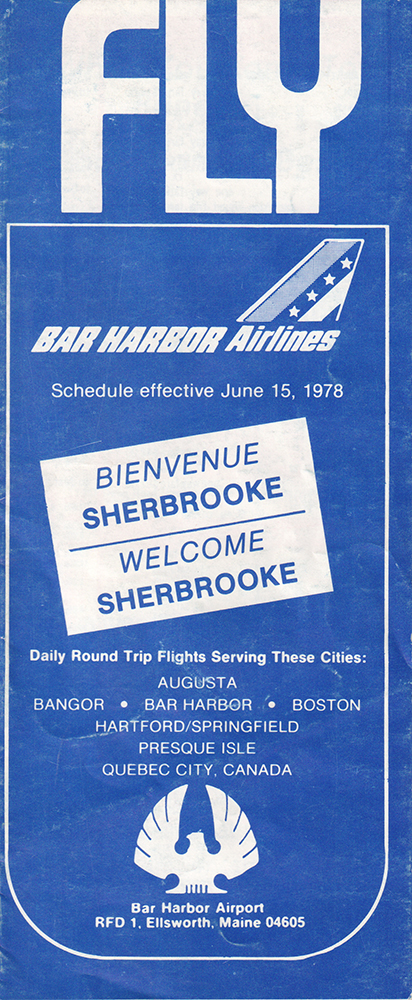 FLY
BAR HARBOR Airlines
Schedule effective June 15, 1978
BIENVENUE
SHERBROOKE
WELCOME
SHERBROOKE
Daily Round Trip Flights Serving These Cities:
AUGUSTA
BANGOR • BAR HARBOR • BOSTON
HARTFORD/SPRINGFIELD
PRESQUE ISLE
QUEBEC CITY, CANADA
Bar Harbor Airport
RFD 1, Ellsworth, Maine 04605